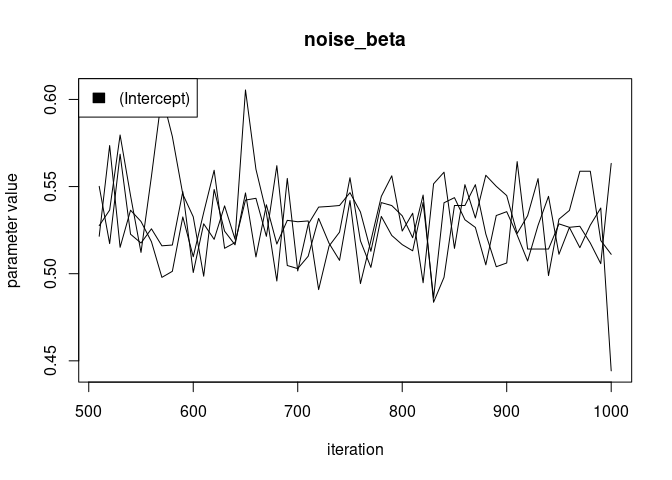 noise_beta
(Intercept)
parameter value
0.60
0.55
0.50
0.45
500 600 700 800 900 1000
iteration